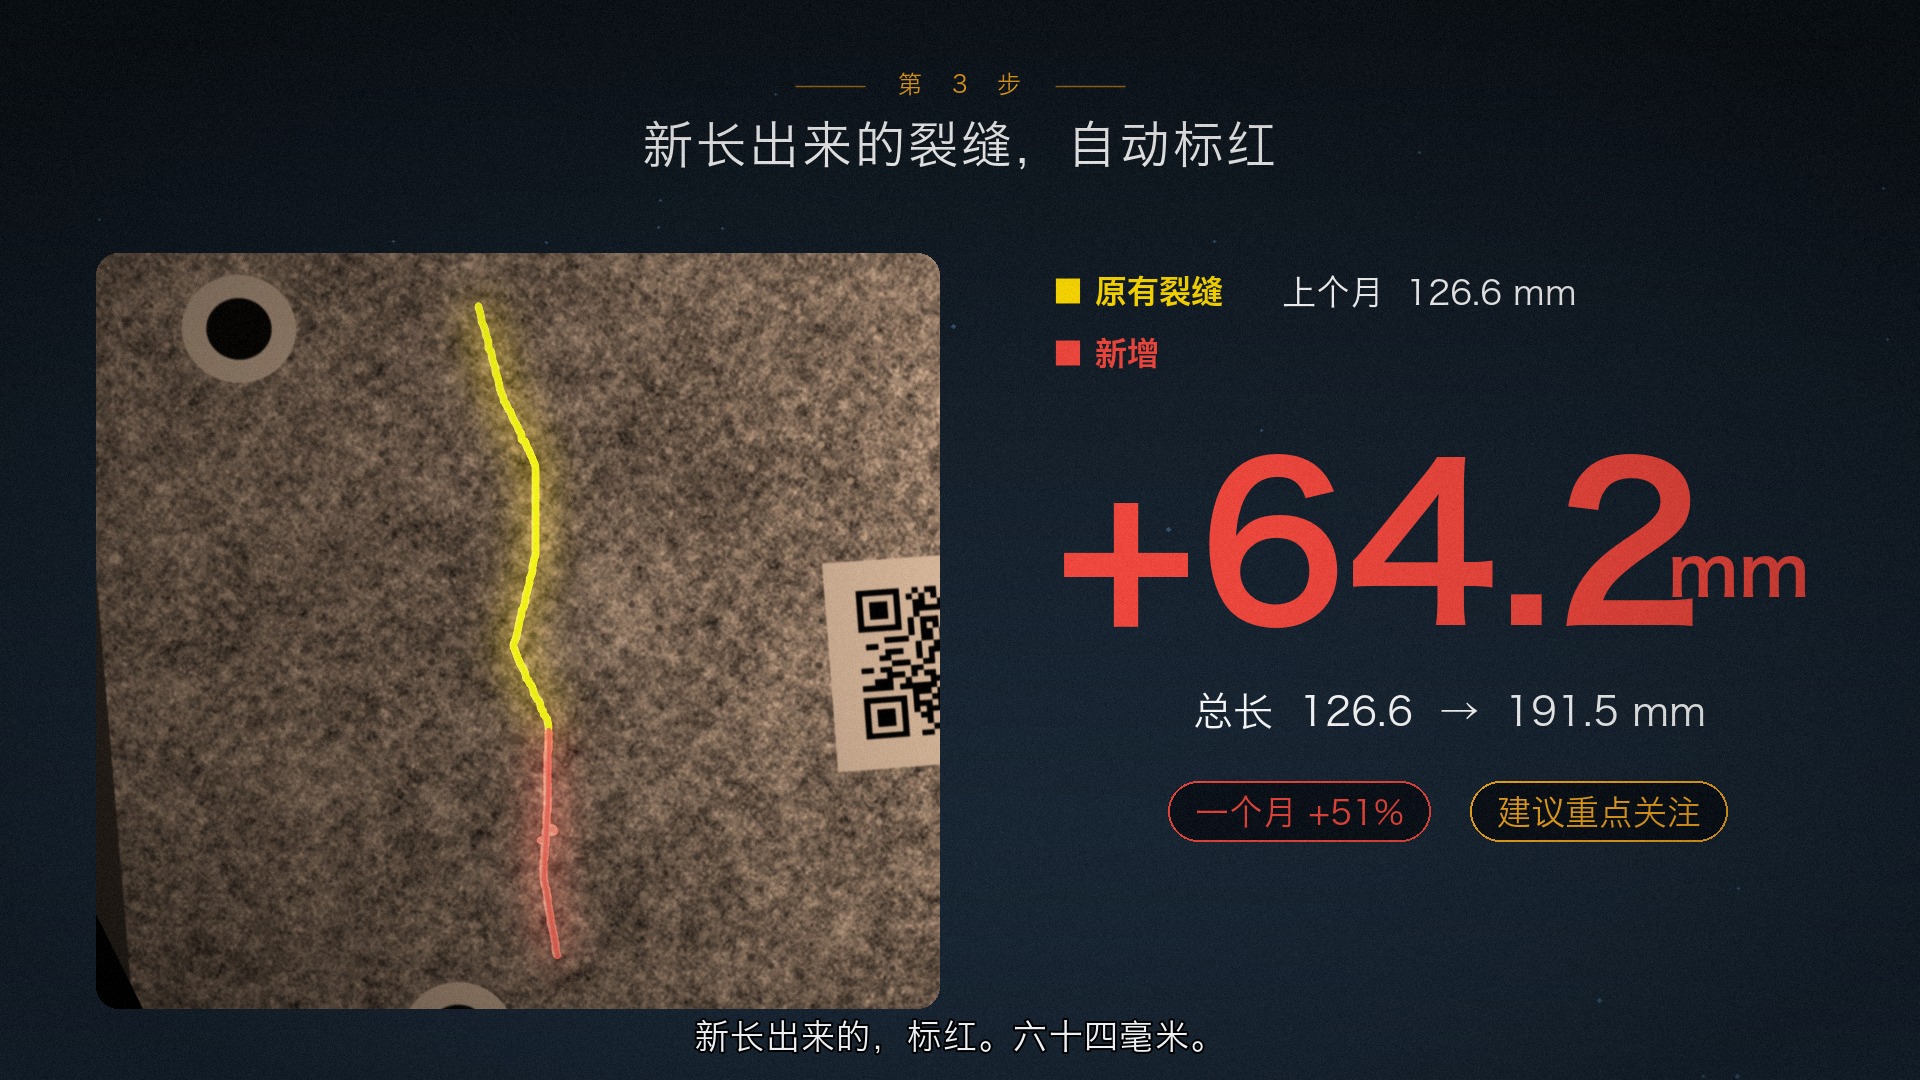 第 3 步
新长出来的裂缝，自动标红
原有裂缝 上个月 126.6 mm
新增
+64.2mm
总长 126.6 → 191.5 mm
一个月 +51%
建议重点关注
新长出来的，标红。六十四毫米。